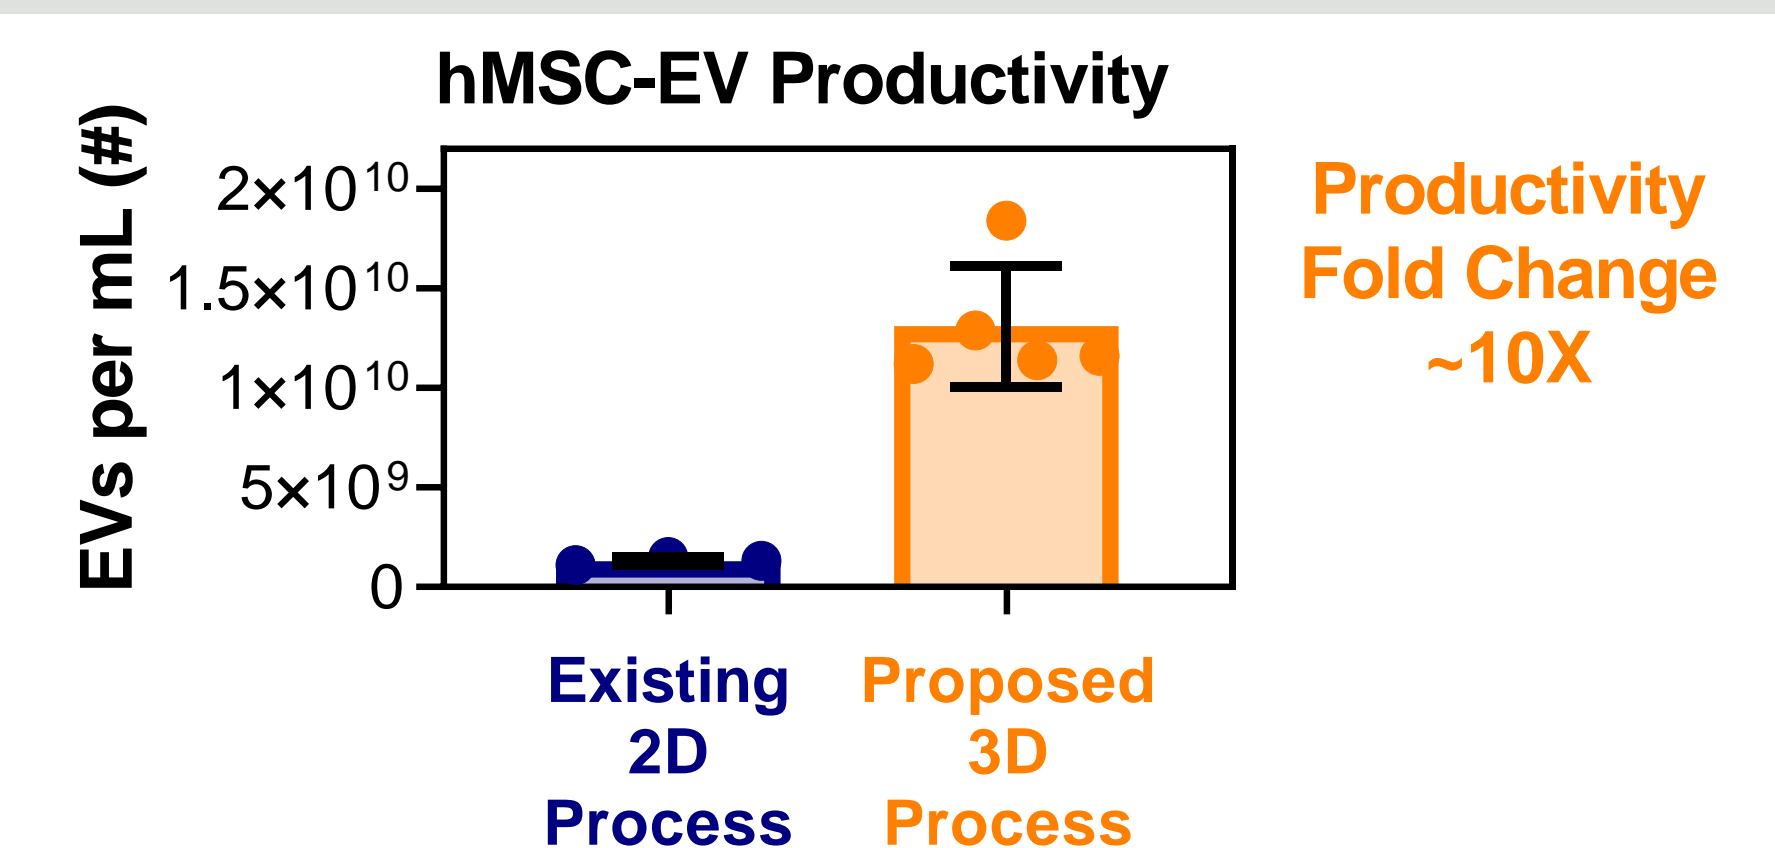 hMSC-EV Productivity
EVs per mL (#)
2×10¹⁰
1.5×10¹⁰
1×10¹⁰
5×10⁹
0
Existing
2D
Process
Proposed
3D
Process
Productivity
Fold Change
~10X